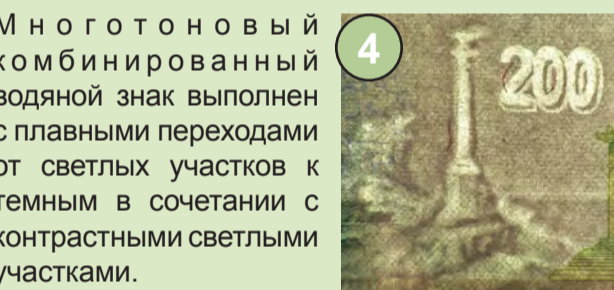 Многотоновый
комбинированный
водяной знак выполнен
с плавными переходами
от светлых участков к
темным в сочетании с
контрастными светлыми
участками.
4
200